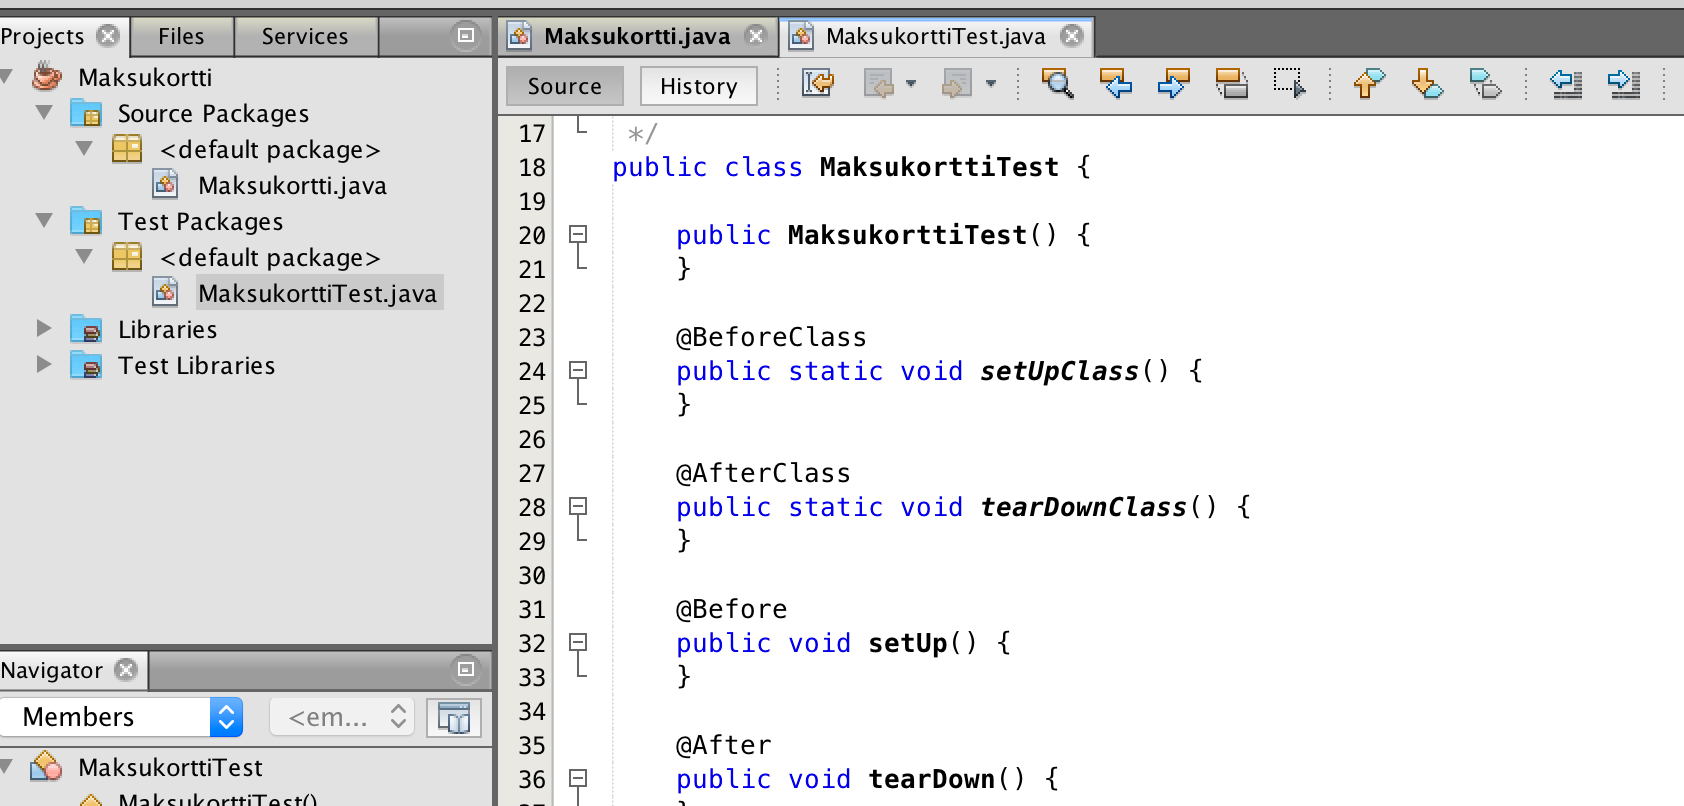 Projects
Files
Services
Maksukortti
Source Packages
<default package>
Maksukortti.java
Test Packages
<default package>
MaksukorttiTest.java
Libraries
Test Libraries
Navigator
Members
<em...
MaksukorttiTest
MaksukorttiTest()
Maksukortti.java
MaksukorttiTest.java
Source
History
17 */
18 public class MaksukorttiTest {
19
20 public MaksukorttiTest() {
21 }
22
23 @BeforeClass
24 public static void setUpClass() {
25 }
26
27 @AfterClass
28 public static void tearDownClass() {
29 }
30
31 @Before
32 public void setUp() {
33 }
34
35 @After
36 public void tearDown() {